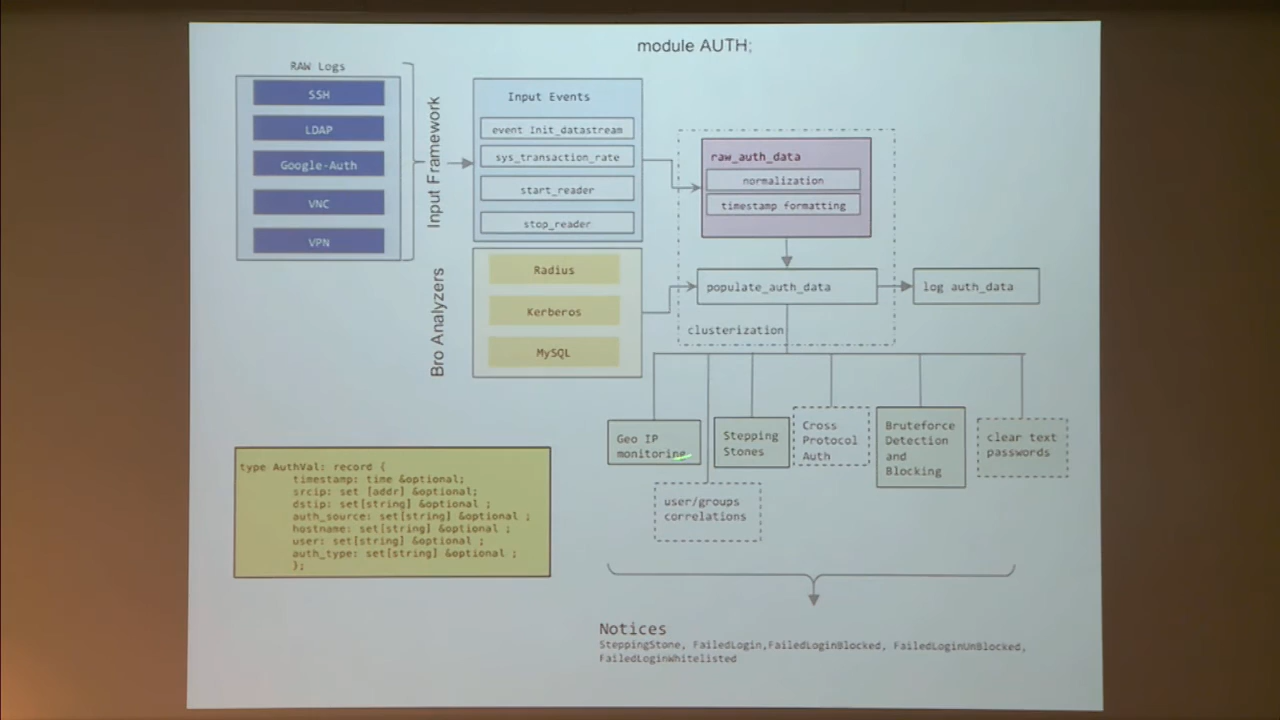 module AUTH;
RAW Logs
SSH
LDAP
Google-Auth
VNC
VPN
Input Framework
Input Events
event Init_datastream
sys_transaction_rate
start_reader
stop_reader
Bro Analyzers
Radius
Kerberos
MySQL
raw_auth_data
normalization
timestamp formatting
populate_auth_data
log auth_data
clusterization
Geo IP
monitoring
Stepping
Stones
Cross
Protocol
Auth
Bruteforce
Detection
and
Blocking
clear text
passwords
user/groups
correlations
type AuthVal: record {
timestamp: time &optional;
srcip: set [addr] &optional;
dstip: set[string] &optional ;
auth_source: set[string] &optional ;
hostname: set[string] &optional ;
user: set[string] &optional ;
auth_type: set[string] &optional ;
};
Notices
SteppingStone, FailedLogin,FailedLoginBlocked, FailedLoginUnBlocked,
FailedLoginWhitelisted